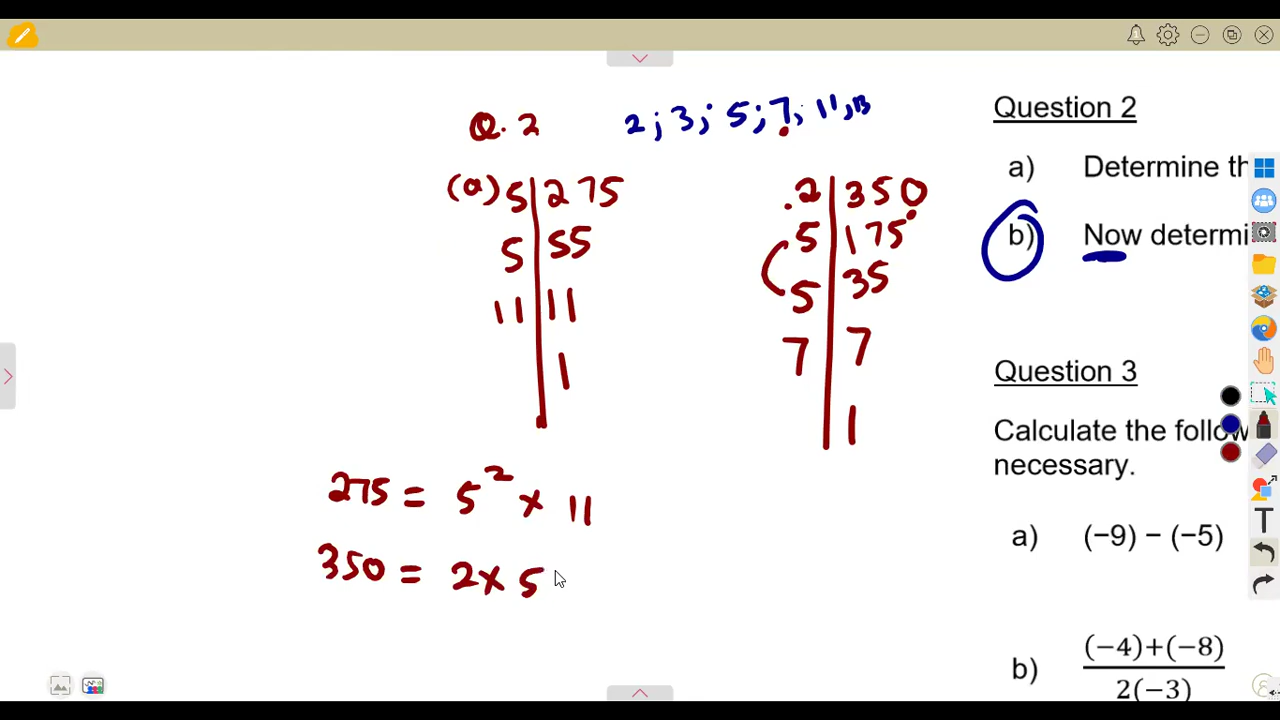 Q. 2
2; 3; 5; 7; 11; 13
(a) 5 | 275
5 | 55
11 | 11
1
2 | 350
5 | 175
5 | 35
7 | 7
1
275 = 5² × 11
350 = 2 × 5
Question 2
a) Determine th
b) Now determi
Question 3
Calculate the follow
necessary.
a) (−9) − (−5)
b) (−4)+(−8)
2(−3)
T